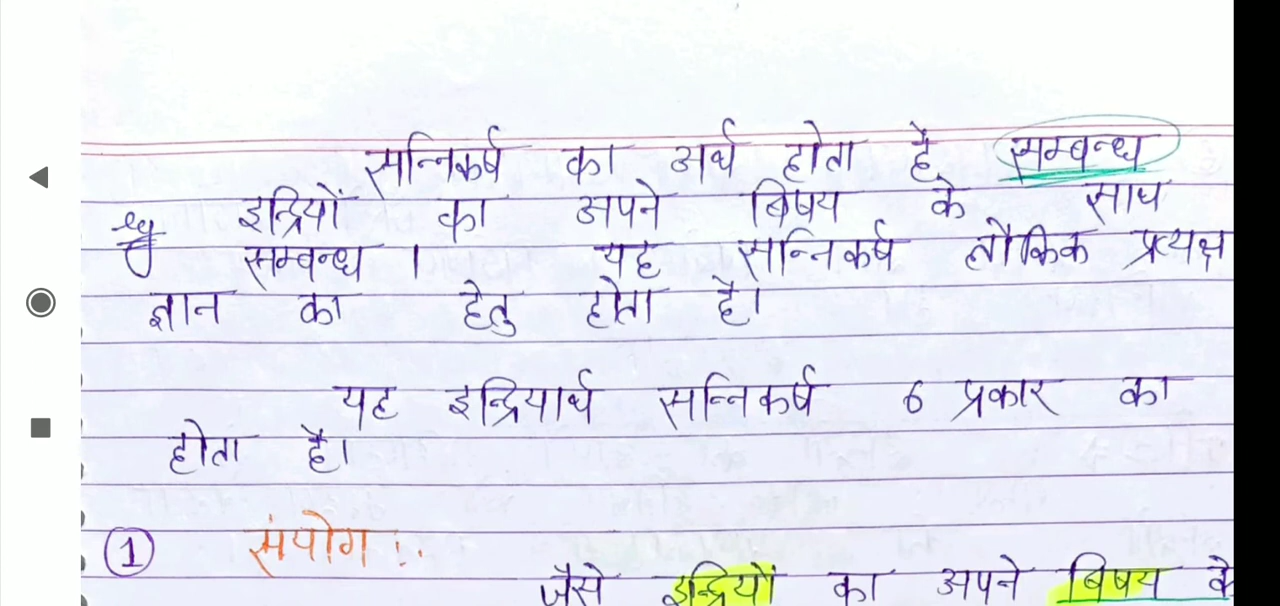 सन्निकर्ष का अर्थ होता है सम्बन्ध
इन्द्रियों का अपने बिषय के साथ
सम्बन्ध । यह सन्निकर्ष लौकिक प्रत्यक्ष
ज्ञान का हेतु होता है।
यह इन्द्रियार्थ सन्निकर्ष 6 प्रकार का
होता है।
① संयोग :.
जैसे इन्द्रियों का अपने बिषय के